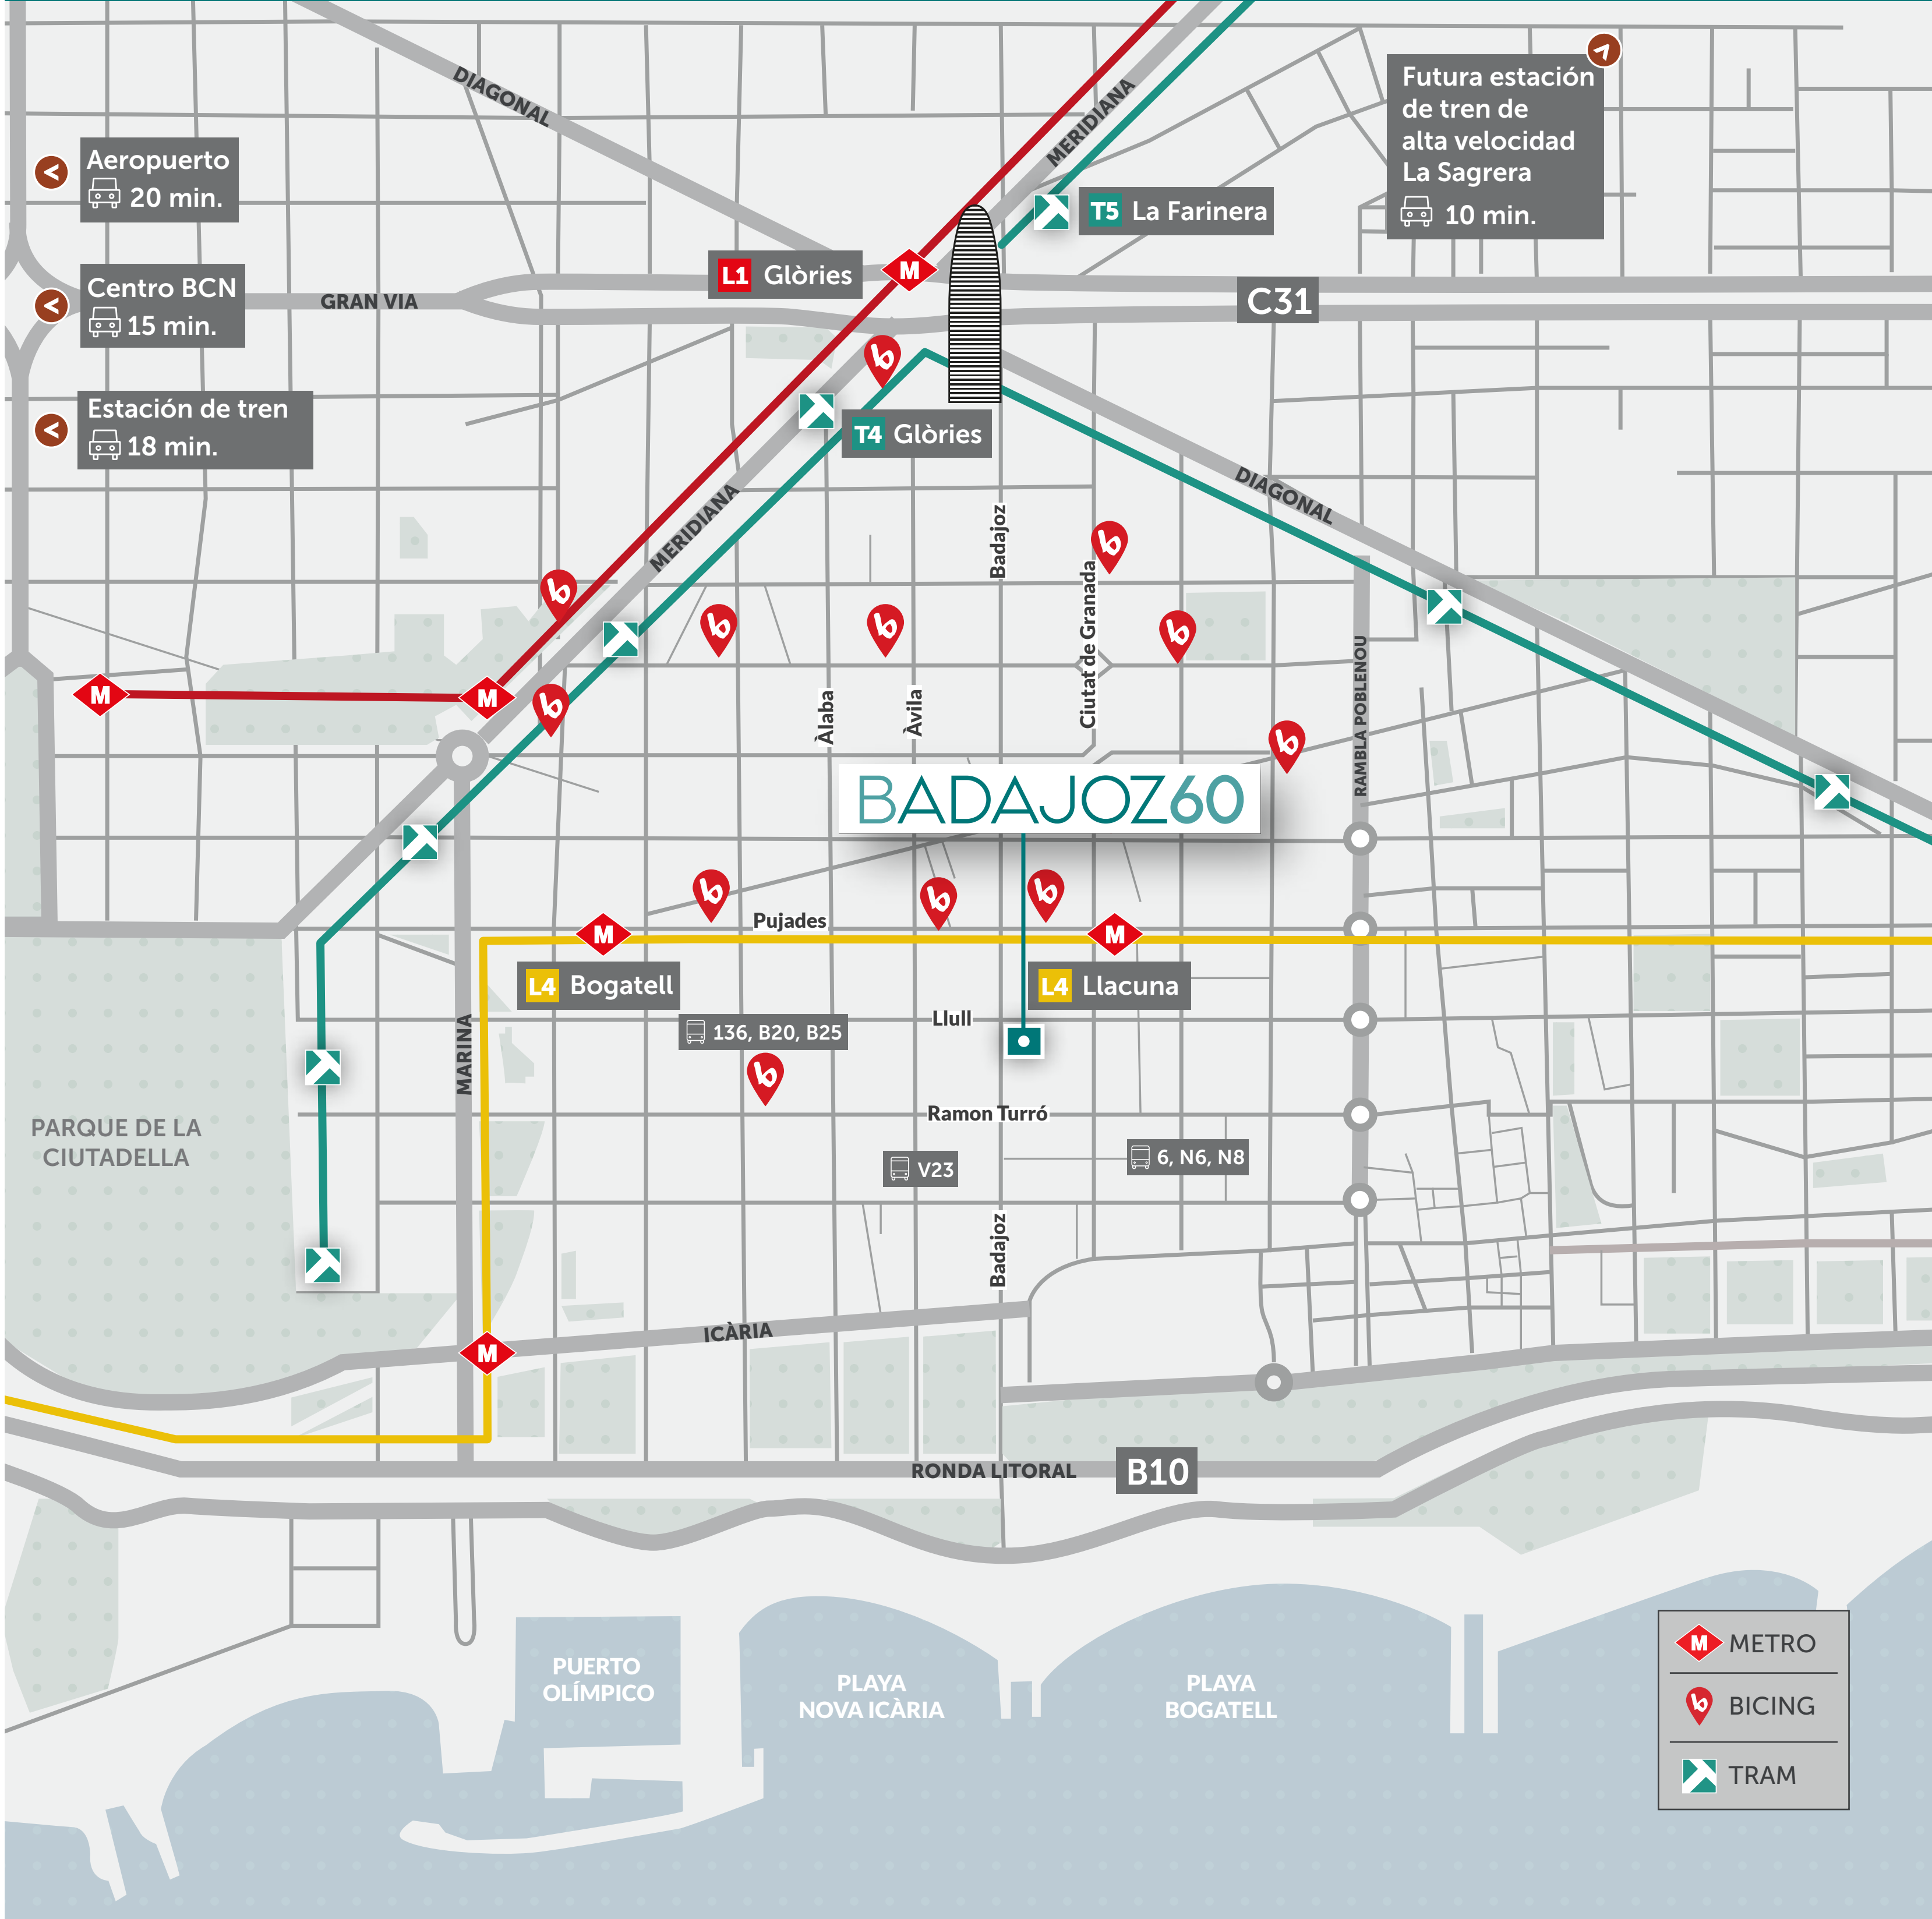 DIAGONAL
MERIDIANA
Futura estación
de tren de
alta velocidad
La Sagrera
10 min.
Aeropuerto
20 min.
T5 La Farinera
L1 Glòries
M
Centro BCN
15 min.
GRAN VIA
C31
Estación de tren
18 min.
T4 Glòries
MERIDIANA
DIAGONAL
Badajoz
Ciutat de Granada
RAMBLA POBLENOU
Àlaba
Àvila
M
M
BADAJOZ60
Pujades
M
M
L4 Bogatell
L4 Llacuna
Llull
136, B20, B25
MARINA
Ramon Turró
PARQUE DE LA
CIUTADELLA
V23
6, N6, N8
Badajoz
ICÀRIA
M
RONDA LITORAL
B10
PUERTO
OLÍMPICO
PLAYA
NOVA ICÀRIA
PLAYA
BOGATELL
M METRO
b BICING
TRAM